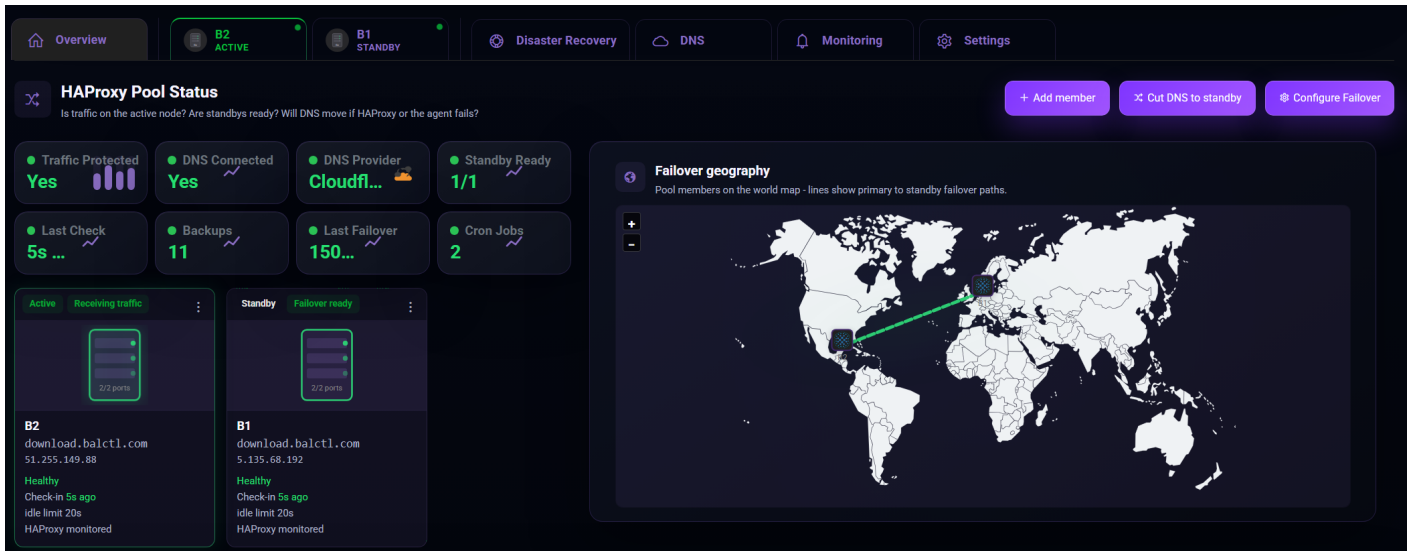 Overview
B2
ACTIVE
B1
STANDBY
Disaster Recovery
DNS
Monitoring
Settings
HAProxy Pool Status
Is traffic on the active node? Are standbys ready? Will DNS move if HAProxy or the agent fails?
+ Add member
Cut DNS to standby
Configure Failover
Traffic Protected
Yes
DNS Connected
Yes
DNS Provider
Cloudfl...
Standby Ready
1/1
Last Check
5s ...
Backups
11
Last Failover
150...
Cron Jobs
2
Failover geography
Pool members on the world map - lines show primary to standby failover paths.
+
-
Active
Receiving traffic
2/2 ports
B2
download.balctl.com
51.255.149.88
Healthy
Check-in 5s ago
idle limit 20s
HAProxy monitored
Standby
Failover ready
2/2 ports
B1
download.balctl.com
5.135.68.192
Healthy
Check-in 5s ago
idle limit 20s
HAProxy monitored